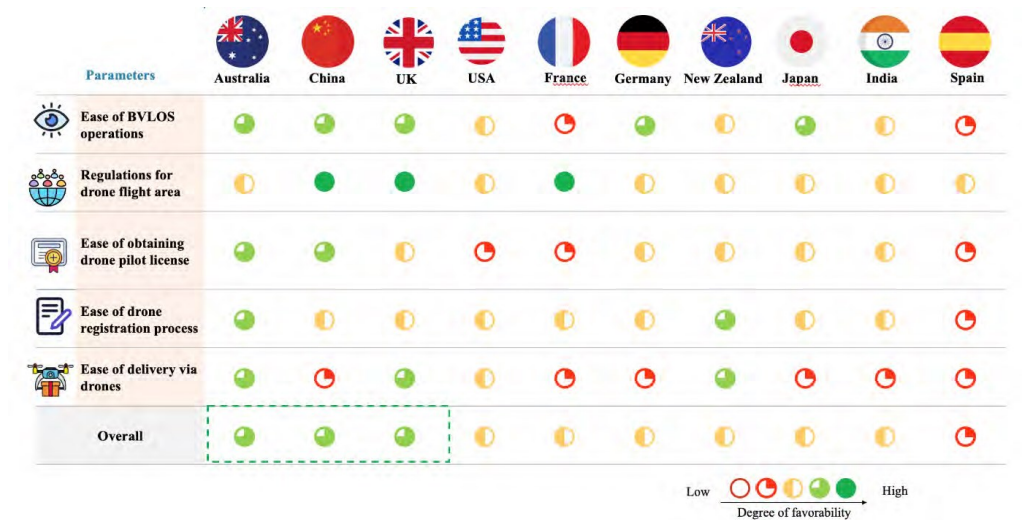 Parameters
Australia
China
UK
USA
France
Germany
New Zealand
Japan
India
Spain
Ease of BVLOS
operations
Regulations for
drone flight area
Ease of obtaining
drone pilot license
Ease of drone
registration process
Ease of delivery via
drones
Overall
Low
High
Degree of favorability